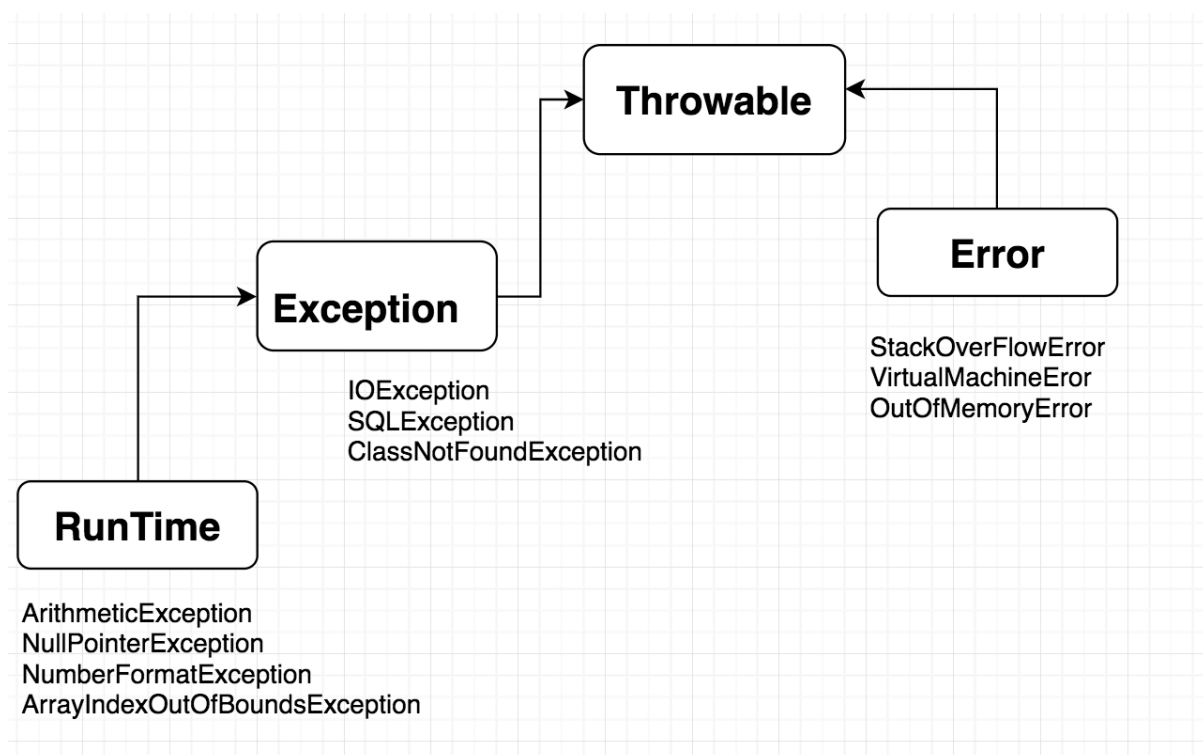 Throwable
Error
Exception
StackOverFlowError
VirtualMachineEror
OutOfMemoryError
IOException
SQLException
ClassNotFoundException
RunTime
ArithmeticException
NullPointerException
NumberFormatException
ArrayIndexOutOfBoundsException